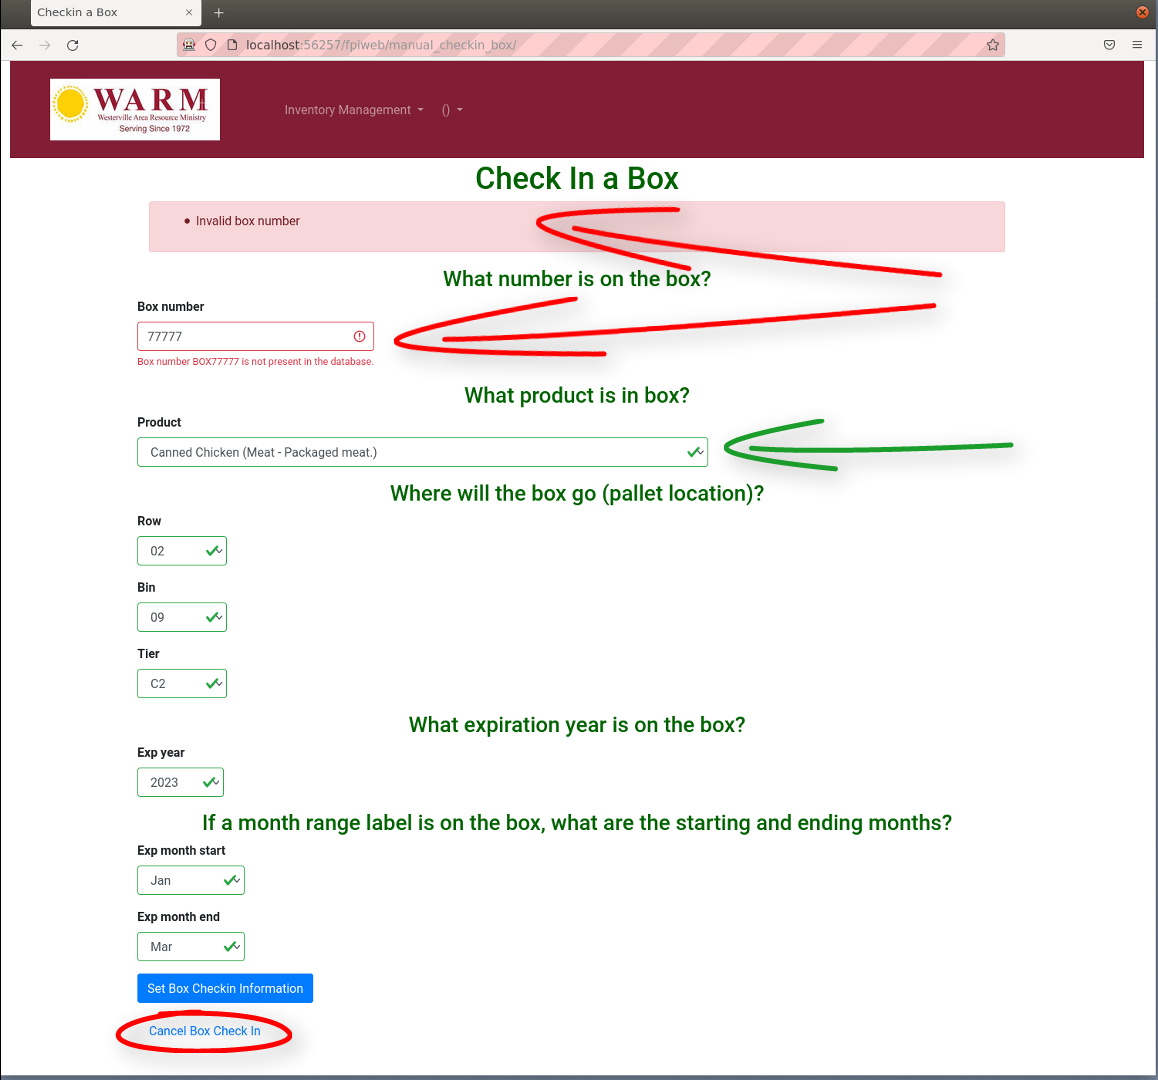 Checkin a Box × +
localhost:56257/fpiweb/manual_checkin_box/
WARM
Westerville Area Resource Ministry
Serving Since 1972
Inventory Management ()
Check In a Box
Invalid box number
What number is on the box?
Box number
77777
Box number BOX77777 is not present in the database.
What product is in box?
Product
Canned Chicken (Meat - Packaged meat.)
Where will the box go (pallet location)?
Row
02
Bin
09
Tier
C2
What expiration year is on the box?
Exp year
2023
If a month range label is on the box, what are the starting and ending months?
Exp month start
Jan
Exp month end
Mar
Set Box Checkin Information
Cancel Box Check In